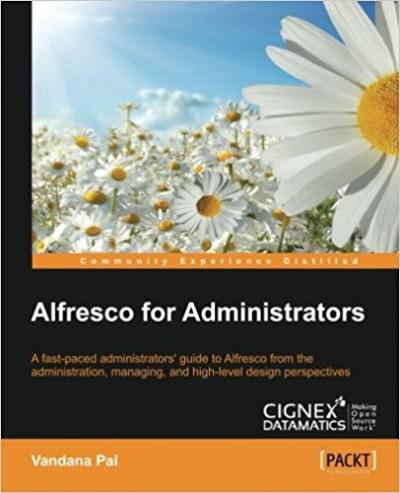 Community Experience Distilled
Alfresco for Administrators
A fast-paced administrators' guide to Alfresco from the
administration, managing, and high-level design perspectives
CIGNEX
DATAMATICS
Making
Open
Source
Work
Vandana Pal
[PACKT]
PUBLISHING